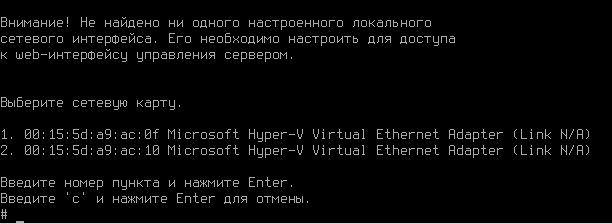 Внимание! Не найдено ни одного настроенного локального
сетевого интерфейса. Его необходимо настроить для доступа
к web-интерфейсу управления сервером.
Выберите сетевую карту.
1. 00:15:5d:a9:ac:0f Microsoft Hyper-V Virtual Ethernet Adapter (Link N/A)
2. 00:15:5d:a9:ac:10 Microsoft Hyper-V Virtual Ethernet Adapter (Link N/A)
Введите номер пункта и нажмите Enter.
Введите 'c' и нажмите Enter для отмены.
# _